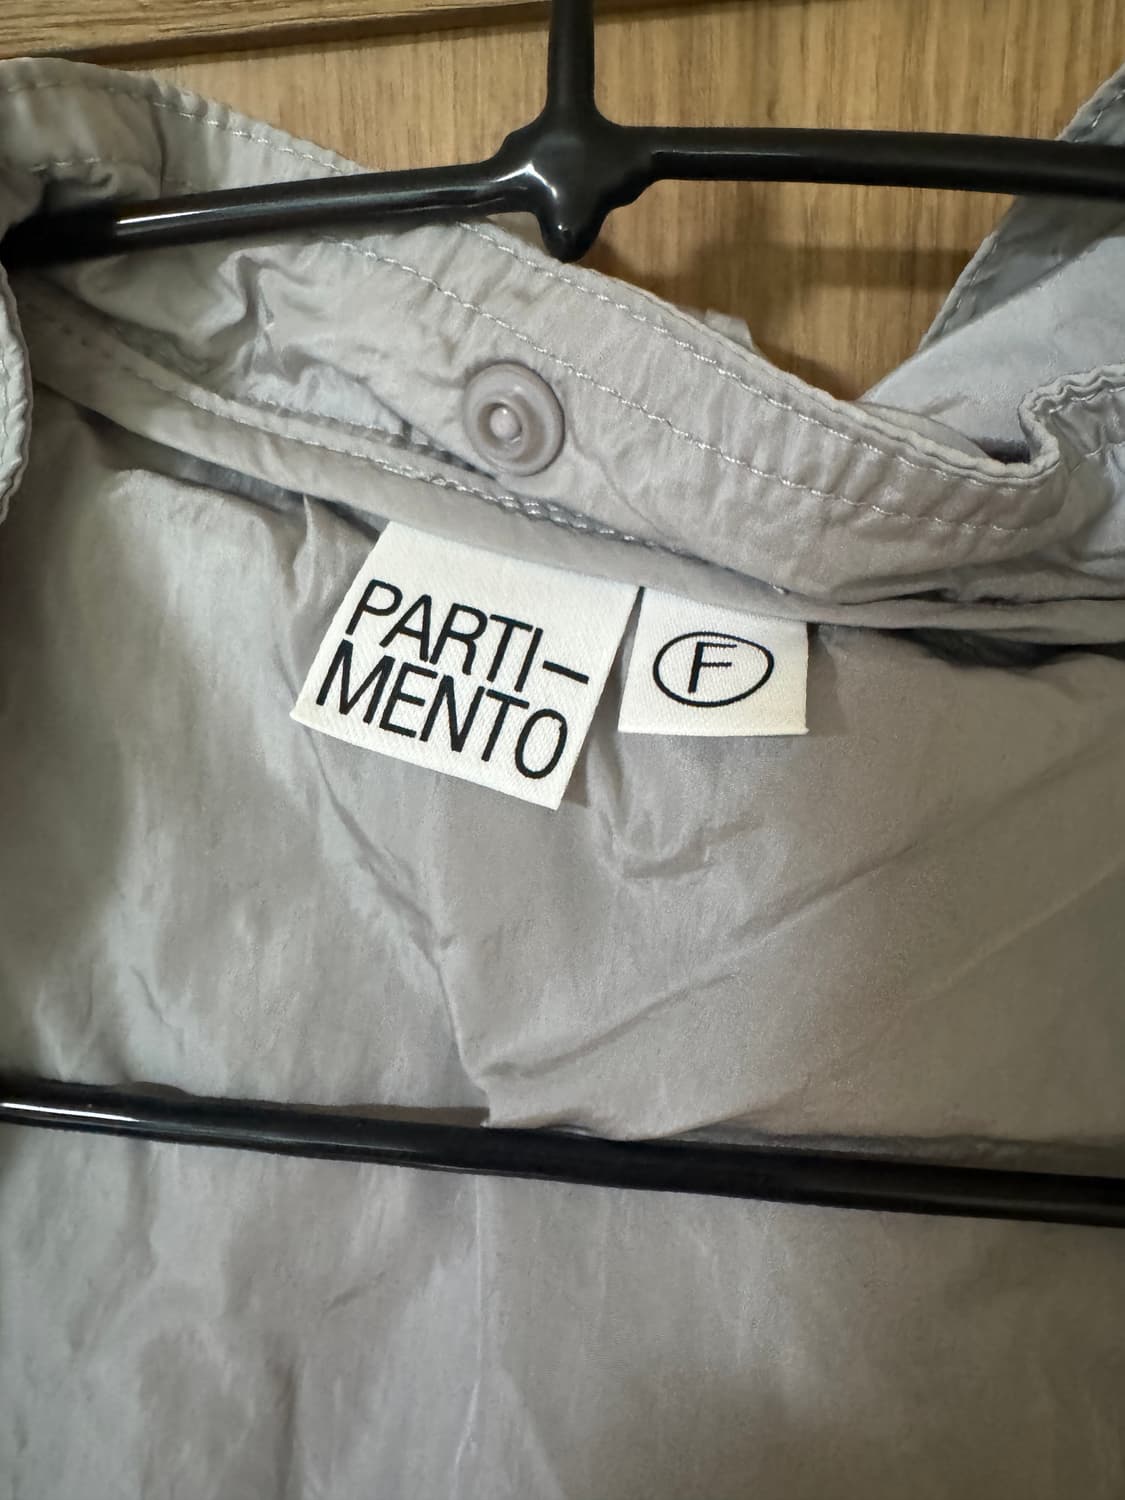 PARTI-
MENTO
F